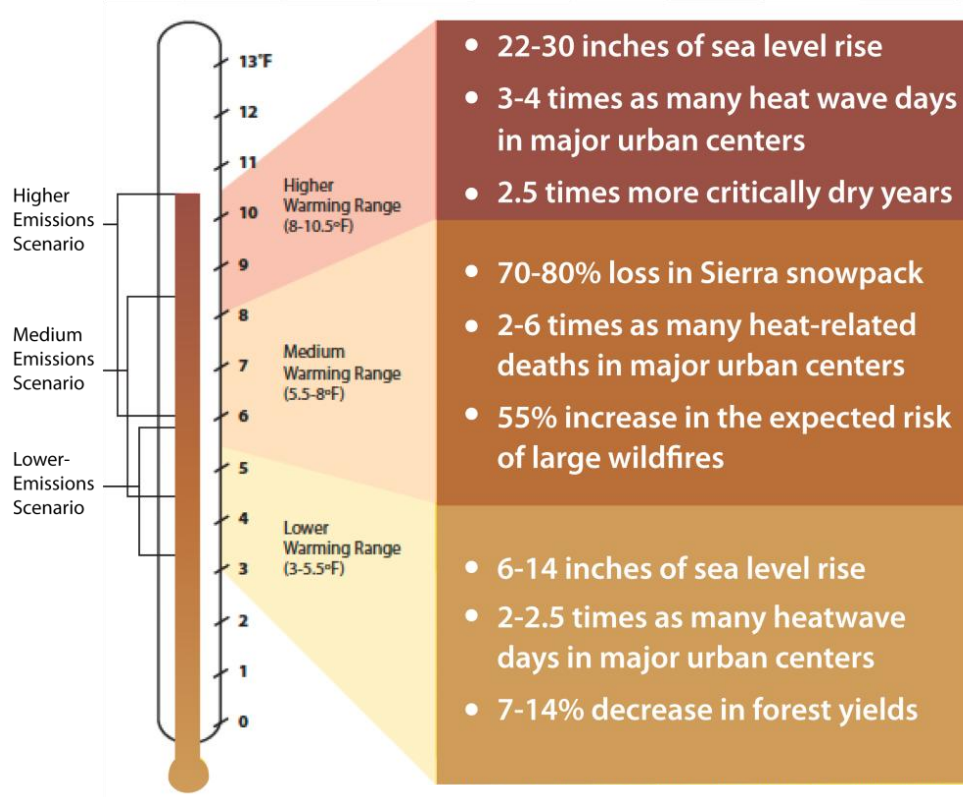 13°F
12
11
10
9
8
7
6
5
4
3
2
1
0
Higher
Emissions
Scenario
Medium
Emissions
Scenario
Lower-
Emissions
Scenario
Higher
Warming Range
(8-10.5ºF)
Medium
Warming Range
(5.5-8ºF)
Lower
Warming Range
(3-5.5ºF)
• 22-30 inches of sea level rise
• 3-4 times as many heat wave days
in major urban centers
• 2.5 times more critically dry years
• 70-80% loss in Sierra snowpack
• 2-6 times as many heat-related
deaths in major urban centers
• 55% increase in the expected risk
of large wildfires
• 6-14 inches of sea level rise
• 2-2.5 times as many heatwave
days in major urban centers
• 7-14% decrease in forest yields